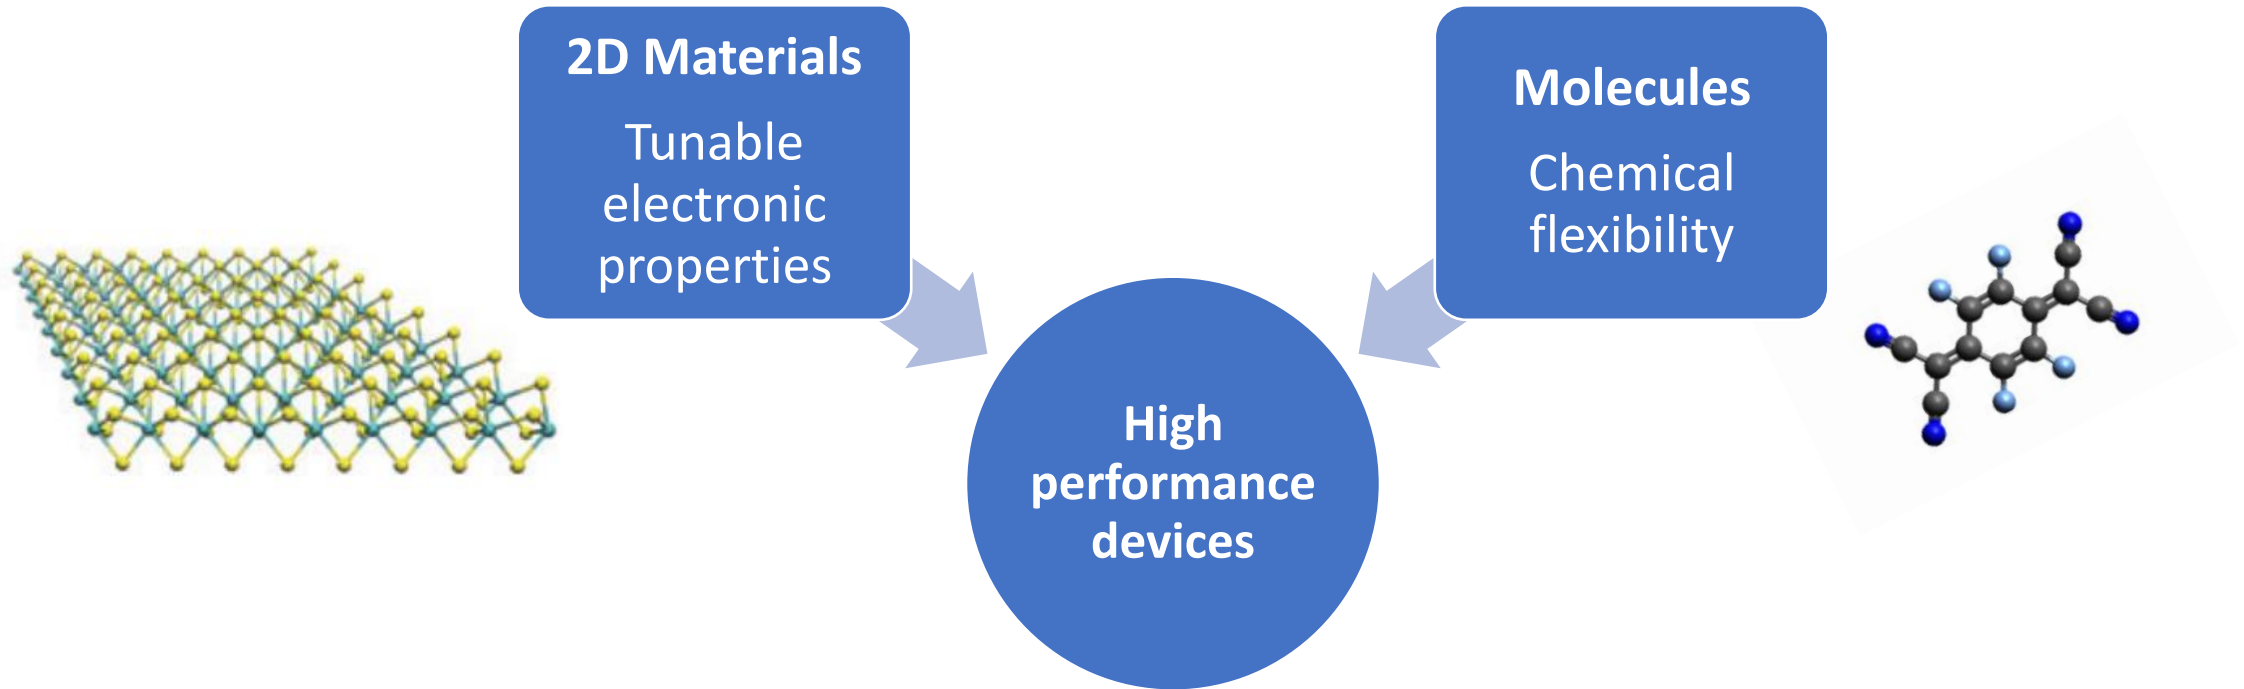 2D Materials
Tunable
electronic
properties
Molecules
Chemical
flexibility
High
performance
devices